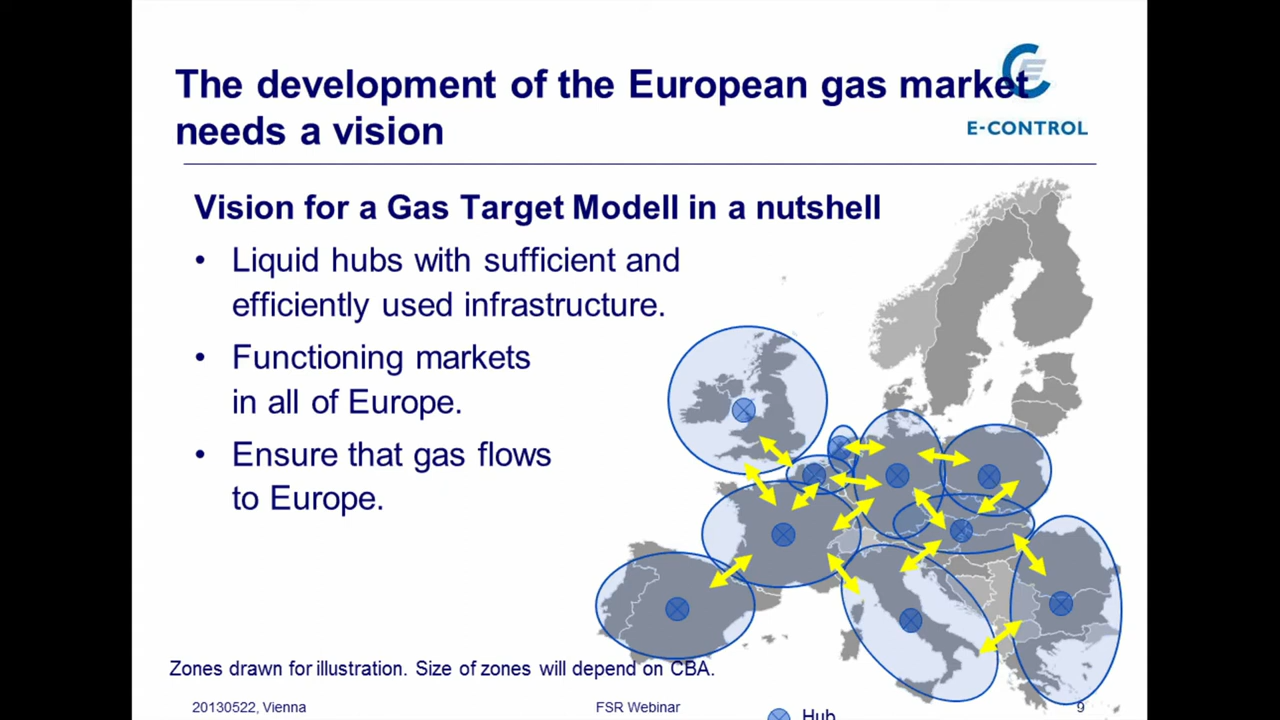 The development of the European gas market
needs a vision
E-CONTROL
Vision for a Gas Target Modell in a nutshell
• Liquid hubs with sufficient and
efficiently used infrastructure.
• Functioning markets
in all of Europe.
• Ensure that gas flows
to Europe.
Zones drawn for illustration. Size of zones will depend on CBA.
20130522, Vienna
FSR Webinar
9
Hub